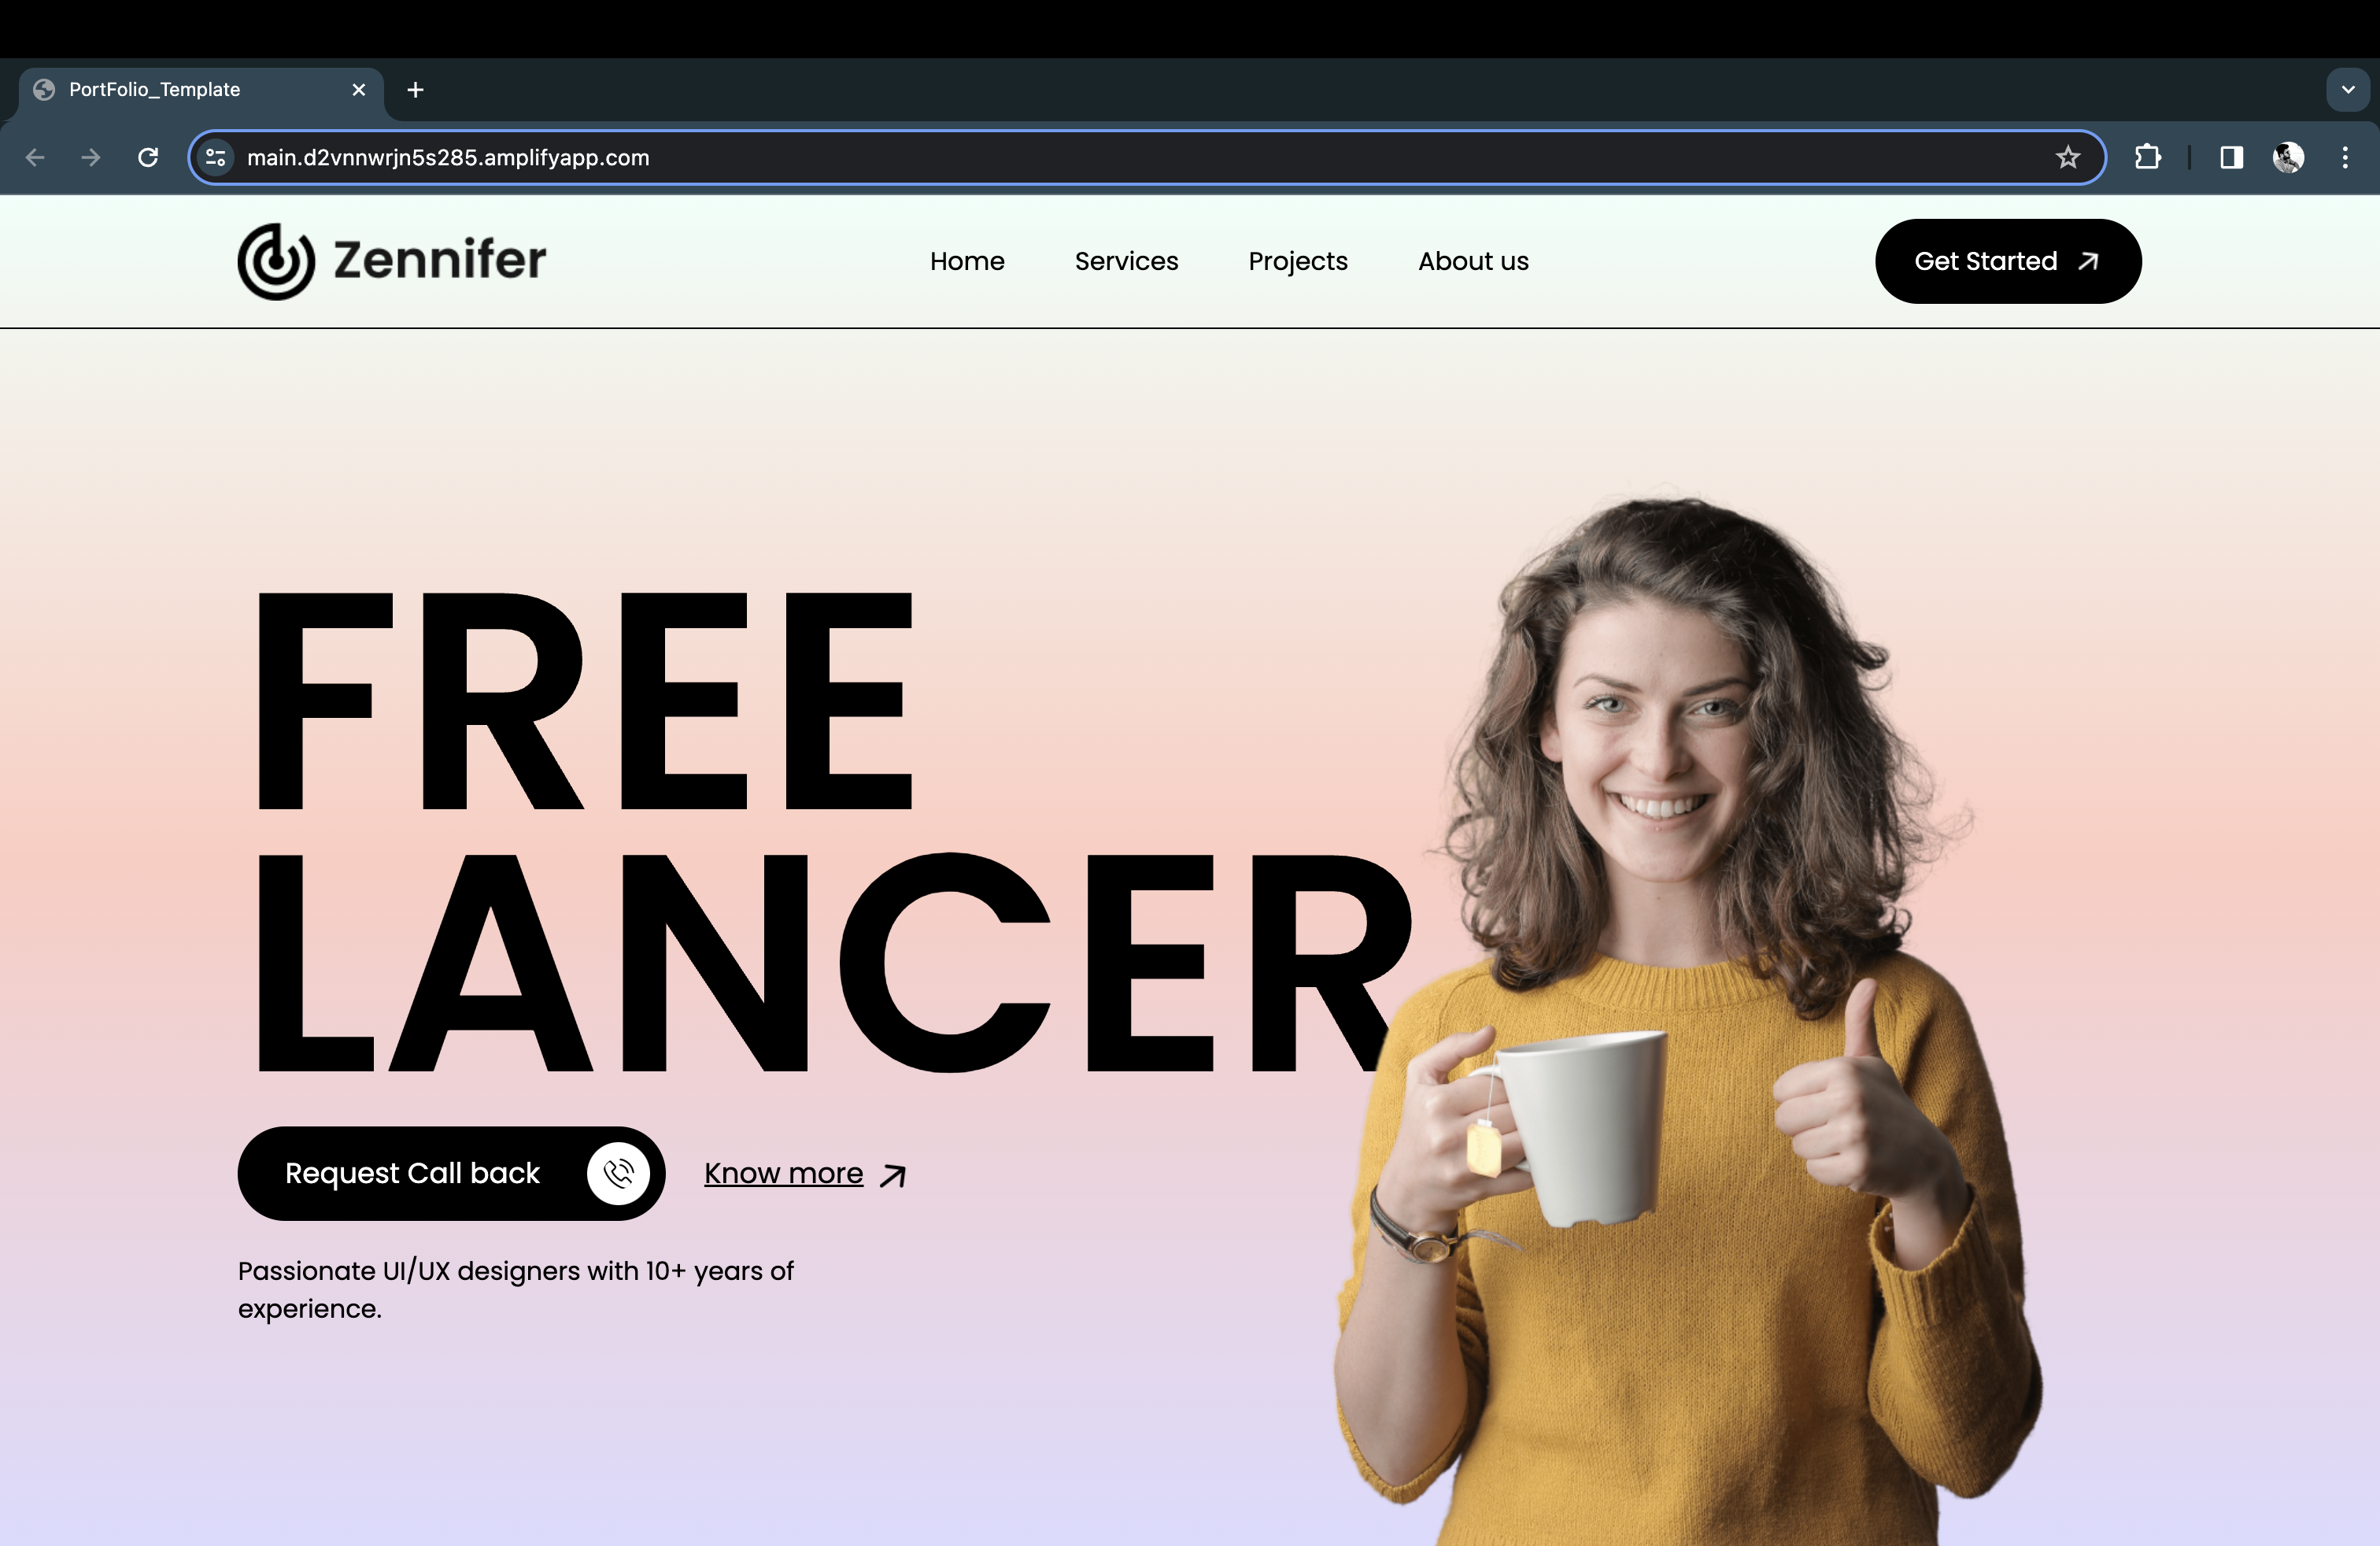 PortFolio_Template
main.d2vnnwrjn5s285.amplifyapp.com
Zennifer
Home Services Projects About us
Get Started
FREE
LANCER
Request Call back
Know more
Passionate UI/UX designers with 10+ years of
experience.